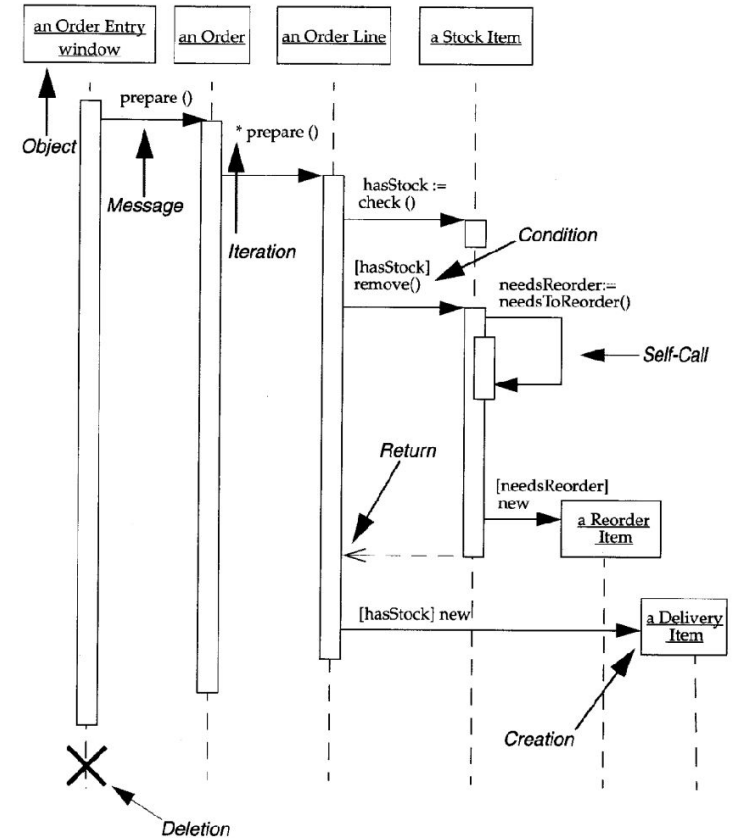 an Order Entry
window
an Order
an Order Line
a Stock Item
prepare ()
Object
* prepare ()
Message
Iteration
hasStock :=
check ()
Condition
[hasStock]
remove()
needsReorder:=
needsToReorder()
Self-Call
Return
[needsReorder]
new
a Reorder
Item
[hasStock] new
a Delivery
Item
Creation
Deletion